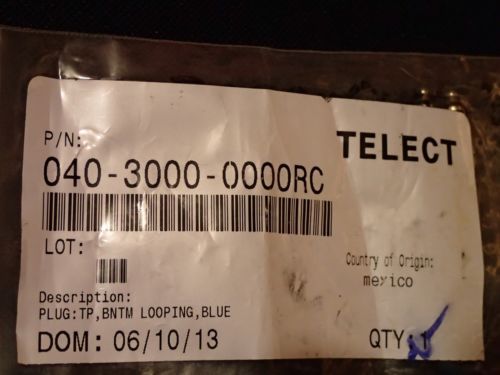 P/N:
040-3000-0000RC
TELECT
LOT:
Country of Origin:
mexico
Description:
PLUG:TP,BNTM LOOPING,BLUE
DOM: 06/10/13
QTY 1